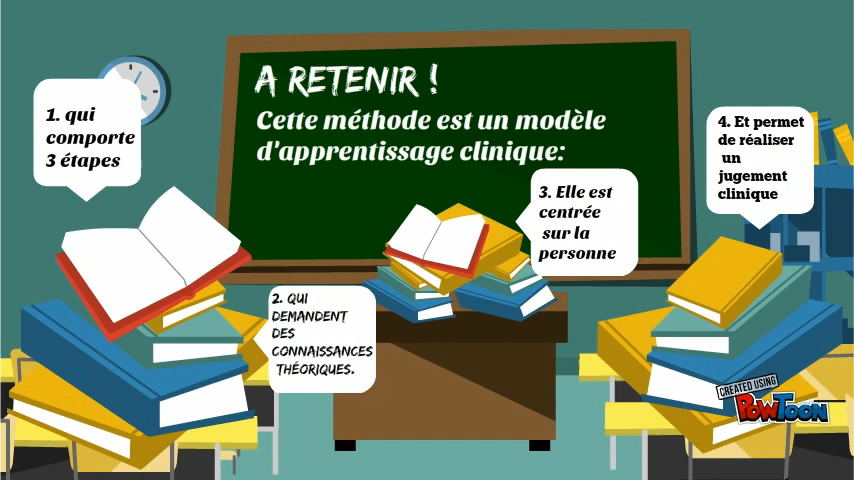 A RETENIR !
Cette méthode est un modèle
d'apprentissage clinique:
1. qui
comporte
3 étapes
2. QUI
DEMANDENT
DES
CONNAISSANCES
THÉORIQUES.
3. Elle est
centrée
sur la
personne
4. Et permet
de réaliser
un
jugement
clinique
CREATED USING
POWTOON